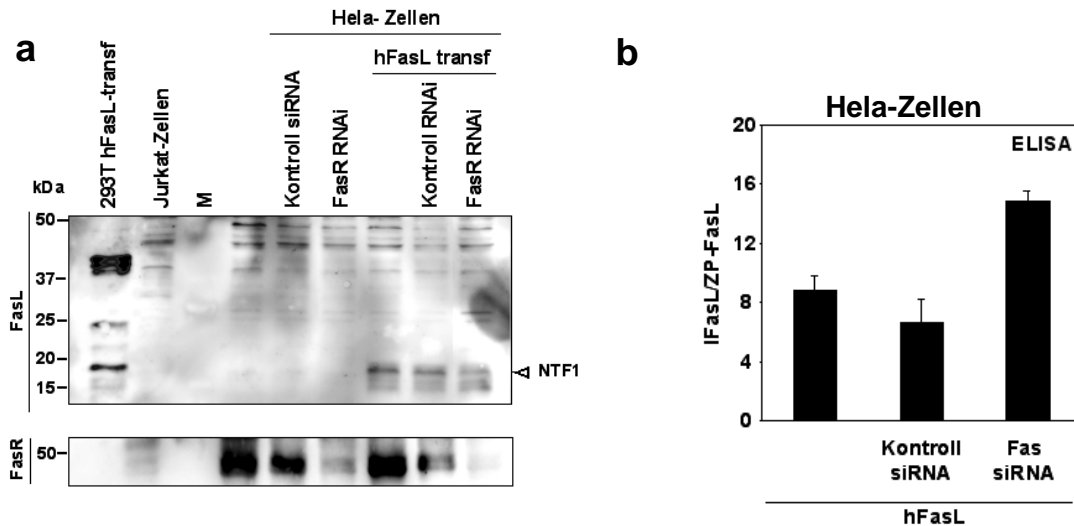 a
Hela- Zellen
hFasL transf
293T hFasL-transf
Jurkat-Zellen
M
Kontroll siRNA
FasR RNAi
Kontroll RNAi
FasR RNAi
kDa
FasL
50
37
25
20
15
NTF1
FasR
50
b
Hela-Zellen
ELISA
lFasL/ZP-FasL
20
16
12
8
4
0
Kontroll
siRNA
Fas
siRNA
hFasL